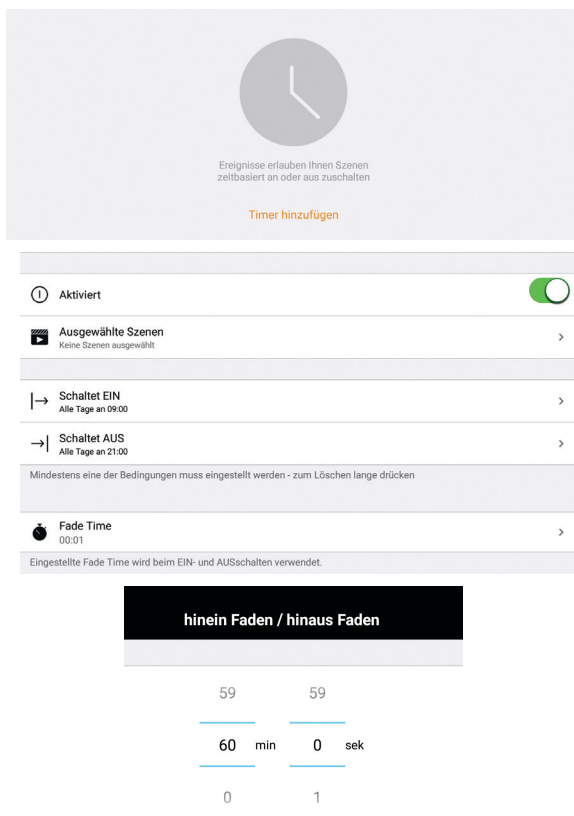 Ereignisse erlauben Ihnen Szenen
zeitbasiert an oder aus zuschalten
Timer hinzufügen
Aktiviert
Ausgewählte Szenen
Keine Szenen ausgewählt
Schaltet EIN
Alle Tage an 09:00
Schaltet AUS
Alle Tage an 21:00
Mindestens eine der Bedingungen muss eingestellt werden - zum Löschen lange drücken
Fade Time
00:01
Eingestellte Fade Time wird beim EIN- und AUSschalten verwendet.
hinein Faden / hinaus Faden
59 59
60 min 0 sek
0 1